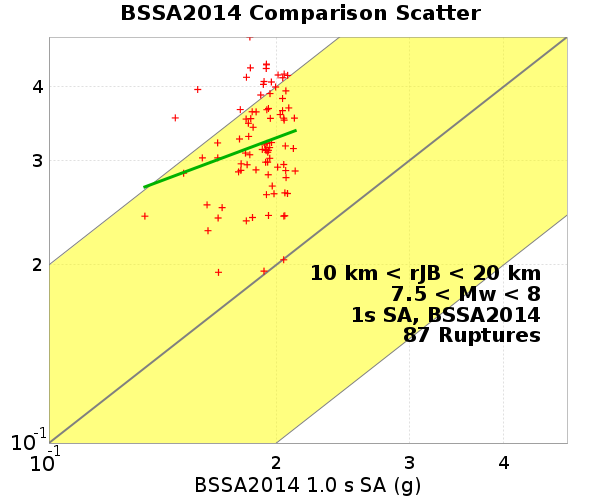 BSSA2014 Comparison Scatter
4
3
2
10 km < rJB < 20 km
7.5 < Mw < 8
1s SA, BSSA2014
87 Ruptures
10⁻¹
10⁻¹ 2 3 4
BSSA2014 1.0 s SA (g)